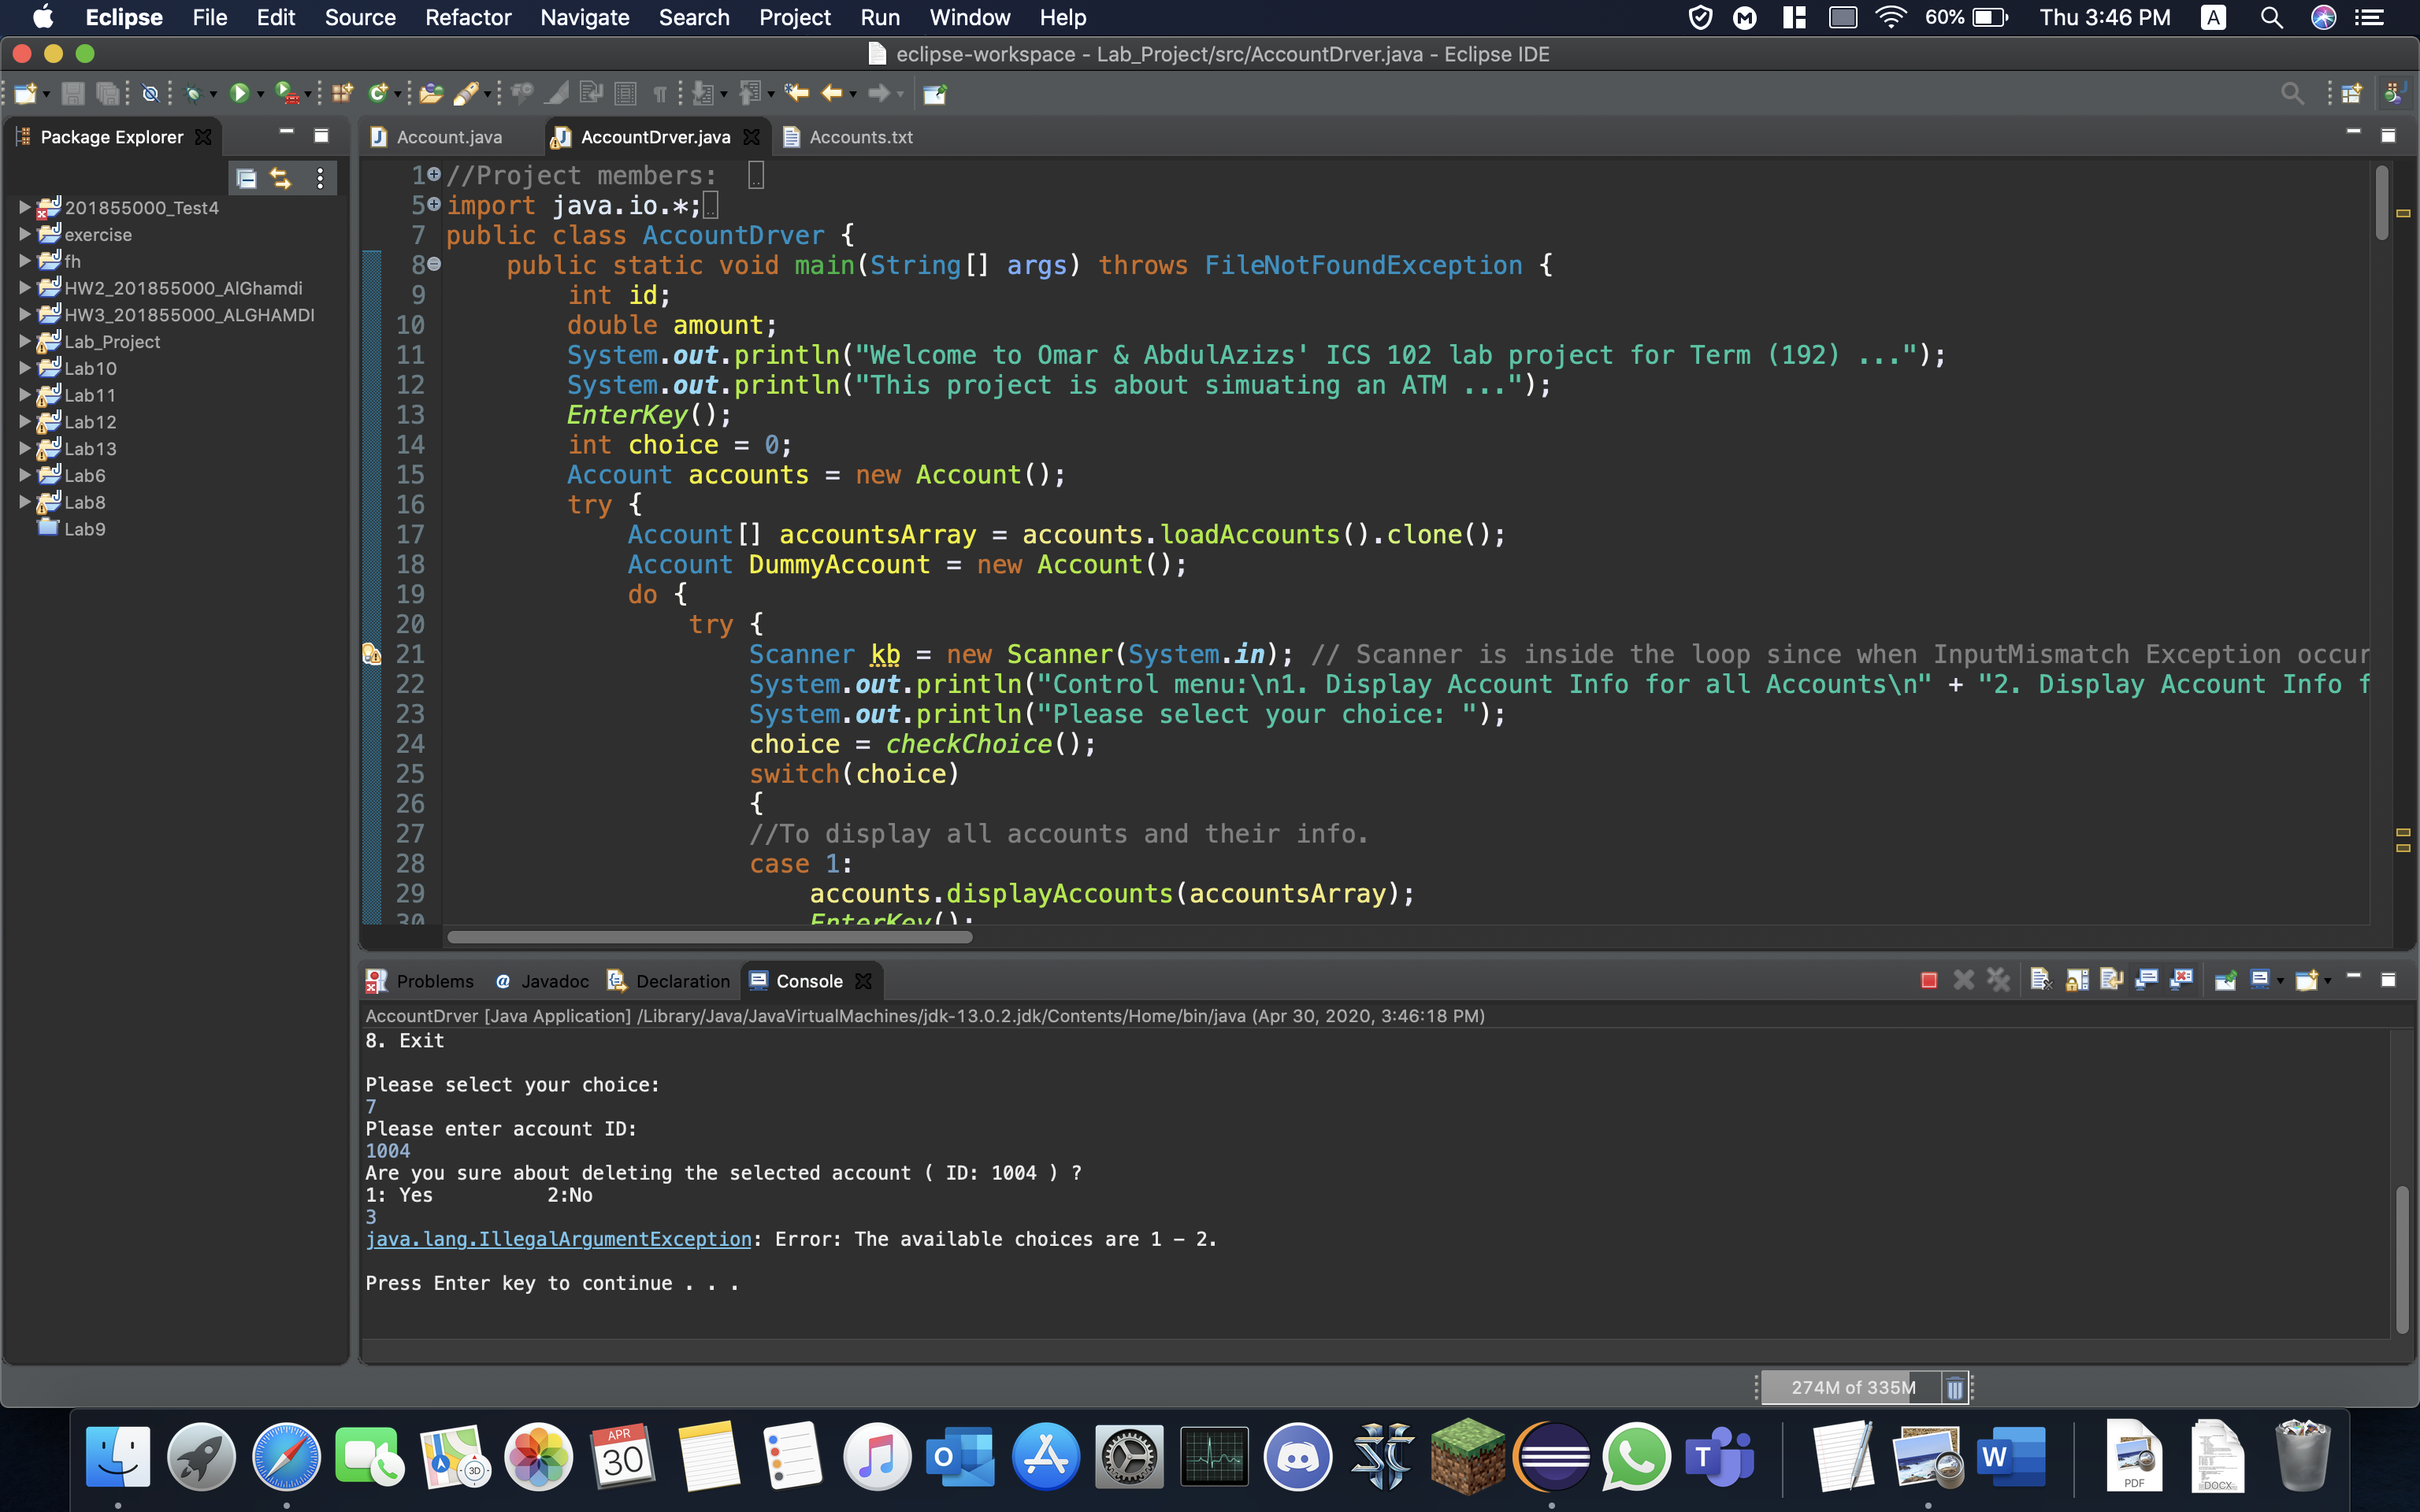 Eclipse File Edit Source Refactor Navigate Search Project Run Window Help 60% Thu 3:46 PM A
eclipse-workspace - Lab_Project/src/AccountDrver.java - Eclipse IDE
Package Explorer
201855000_Test4
exercise
fh
HW2_201855000_AlGhamdi
HW3_201855000_ALGHAMDI
Lab_Project
Lab10
Lab11
Lab12
Lab13
Lab6
Lab8
Lab9
Account.java AccountDrver.java Accounts.txt
1 //Project members:
5 import java.io.*;
7 public class AccountDrver {
8 public static void main(String[] args) throws FileNotFoundException {
9 int id;
10 double amount;
11 System.out.println("Welcome to Omar & AbdulAzizs' ICS 102 lab project for Term (192) ...");
12 System.out.println("This project is about simuating an ATM ...");
13 EnterKey();
14 int choice = 0;
15 Account accounts = new Account();
16 try {
17 Account[] accountsArray = accounts.loadAccounts().clone();
18 Account DummyAccount = new Account();
19 do {
20 try {
21 Scanner kb = new Scanner(System.in); // Scanner is inside the loop since when InputMismatch Exception occur
22 System.out.println("Control menu:\n1. Display Account Info for all Accounts\n" + "2. Display Account Info f
23 System.out.println("Please select your choice: ");
24 choice = checkChoice();
25 switch(choice)
26 {
27 //To display all accounts and their info.
28 case 1:
29 accounts.displayAccounts(accountsArray);
30 EnterKey();
Problems Javadoc Declaration Console
AccountDrver [Java Application] /Library/Java/JavaVirtualMachines/jdk-13.0.2.jdk/Contents/Home/bin/java (Apr 30, 2020, 3:46:18 PM)
8. Exit
Please select your choice:
7
Please enter account ID:
1004
Are you sure about deleting the selected account ( ID: 1004 ) ?
1: Yes 2:No
3
java.lang.IllegalArgumentException: Error: The available choices are 1 - 2.
Press Enter key to continue . . .
274M of 335M
3D
APR
30
O
T
W
PDF
DOCX